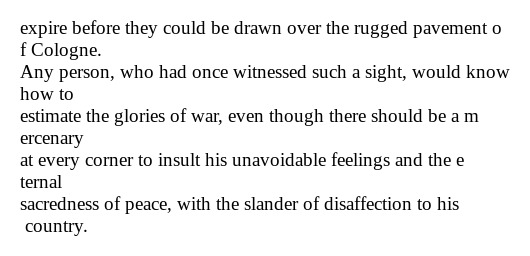 expire before they could be drawn over the rugged pavement o
f Cologne.
Any person, who had once witnessed such a sight, would know
how to
estimate the glories of war, even though there should be a m
ercenary
at every corner to insult his unavoidable feelings and the e
ternal
sacredness of peace, with the slander of disaffection to his
country.